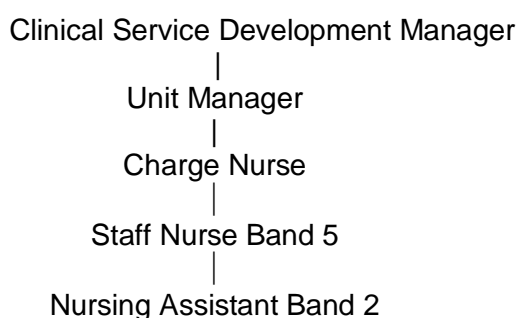 Clinical Service Development Manager
Unit Manager
Charge Nurse
Staff Nurse Band 5
Nursing Assistant Band 2